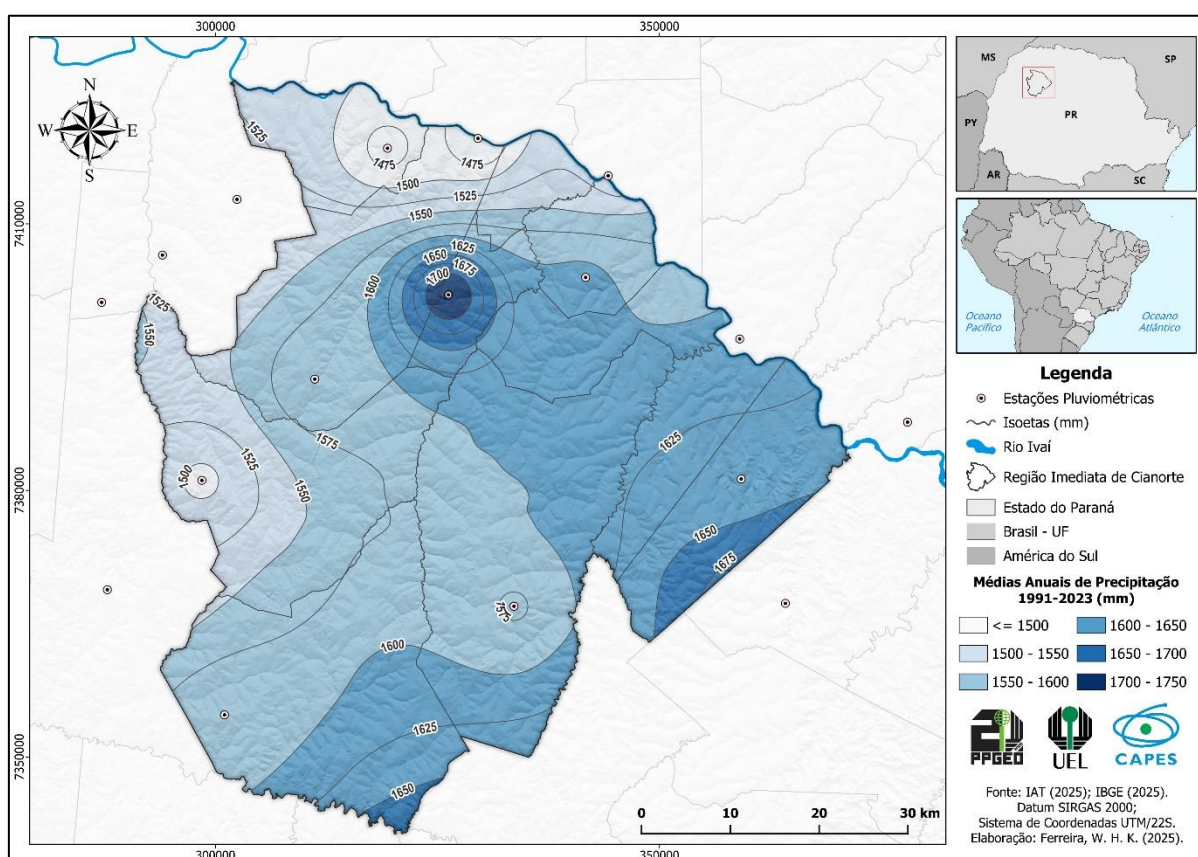 300000
350000
N
W E
S
7410000
7380000
7350000
1525
1475
1475
1500
1525
1550
1625
1650
1675
1700
1600
1525
1550
1575
1525
1500
1550
1625
1650
1675
1575
1600
1625
1650
0 10 20 30 km
300000
350000
MS
SP
PY
PR
AR
SC
Oceano
Pacífico
Oceano
Atlântico
Legenda
Estações Pluviométricas
Isoetas (mm)
Rio Ivaí
Região Imediata de Cianorte
Estado do Paraná
Brasil - UF
América do Sul
Médias Anuais de Precipitação
1991-2023 (mm)
<= 1500
1600 - 1650
1500 - 1550
1650 - 1700
1550 - 1600
1700 - 1750
PPGEO
UEL
CAPES
Fonte: IAT (2025); IBGE (2025).
Datum SIRGAS 2000;
Sistema de Coordenadas UTM/22S.
Elaboração: Ferreira, W. H. K. (2025).